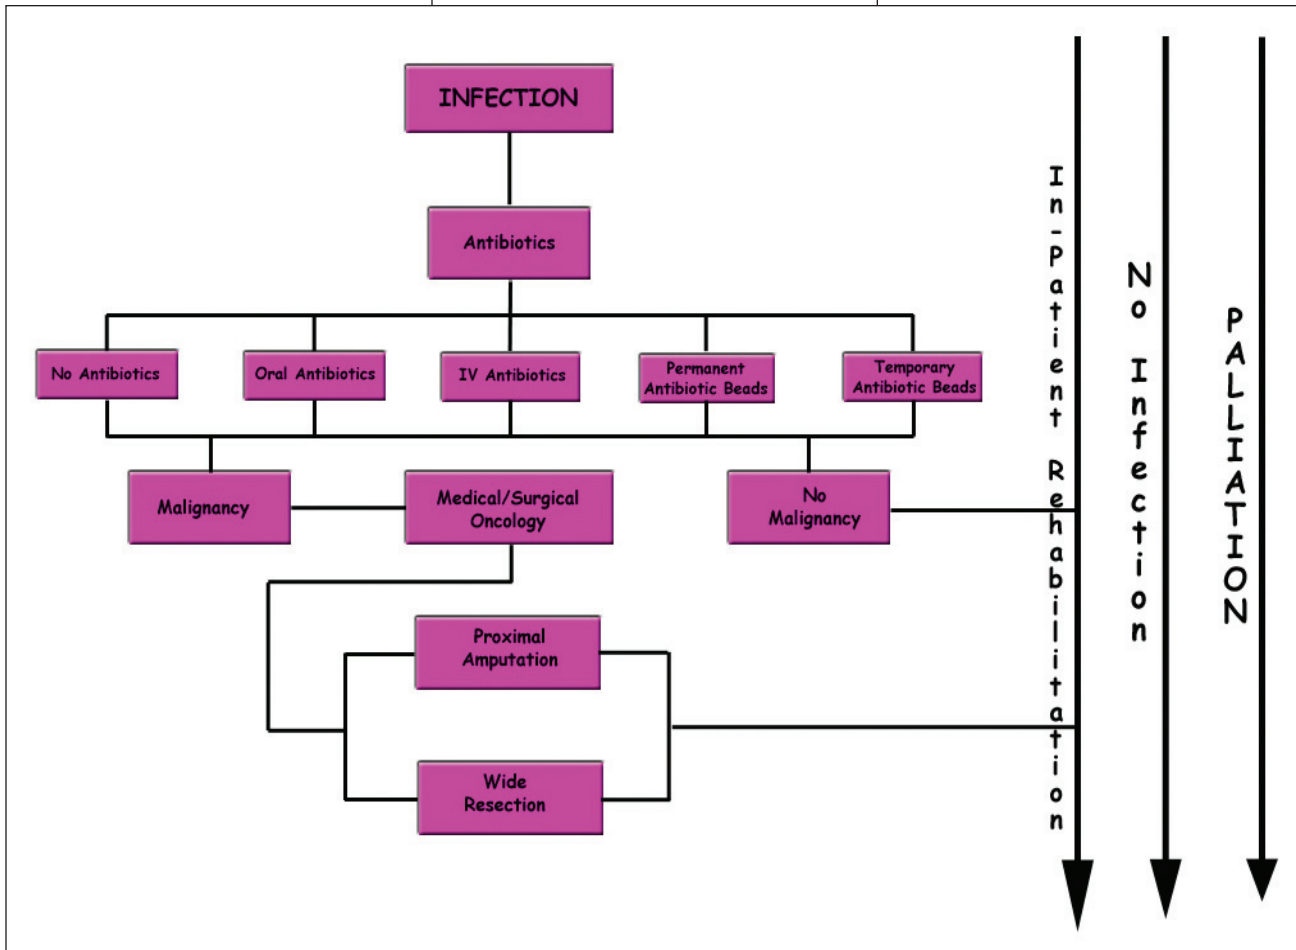 INFECTION
Antibiotics
No Antibiotics
Oral Antibiotics
IV Antibiotics
Permanent
Antibiotic Beads
Temporary
Antibiotic Beads
Malignancy
Medical/Surgical
Oncology
No
Malignancy
Proximal
Amputation
Wide
Resection
In-Patient Rehabilitation
No Infection
PALLIATION